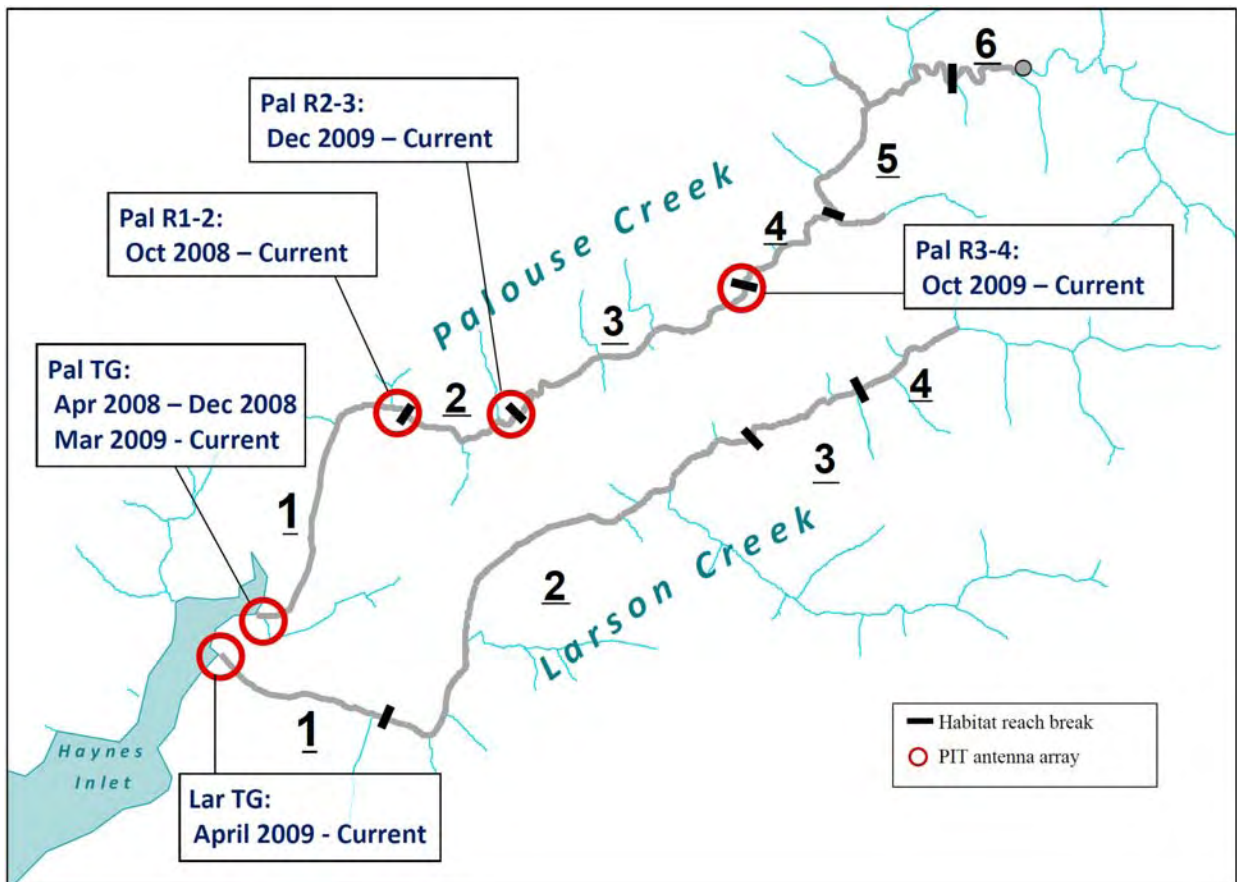 6
Pal R2-3:
Dec 2009 – Current
5
Pal R1-2:
Oct 2008 – Current
Palouse Creek
4
Pal R3-4:
Oct 2009 – Current
3
Pal TG:
Apr 2008 – Dec 2008
Mar 2009 - Current
2
4
3
1
2
Larson Creek
1
Habitat reach break
PIT antenna array
Haynes
Inlet
Lar TG:
April 2009 - Current